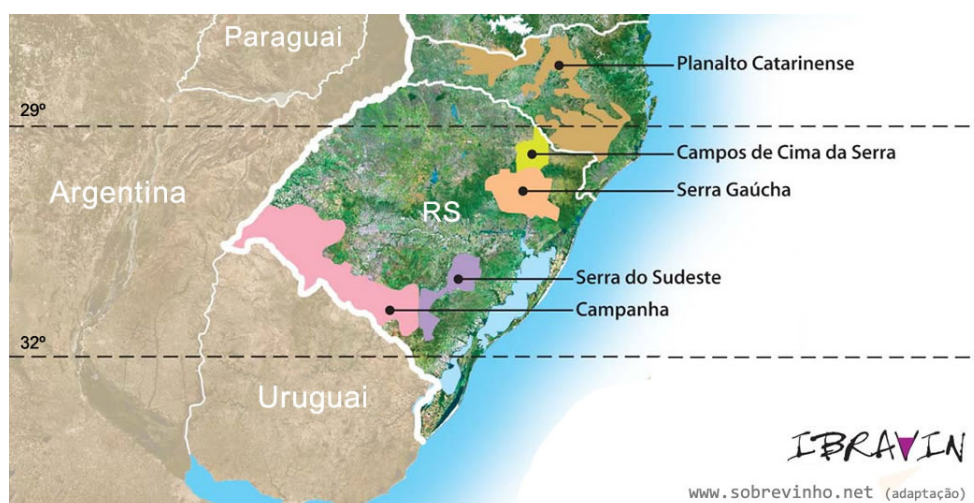 Paraguai
Planalto Catarinense
29º
Campos de Cima da Serra
Argentina
Serra Gaúcha
RS
Serra do Sudeste
Campanha
32º
Uruguai
IBRAVIN
www.sobrevinho.net (adaptação)